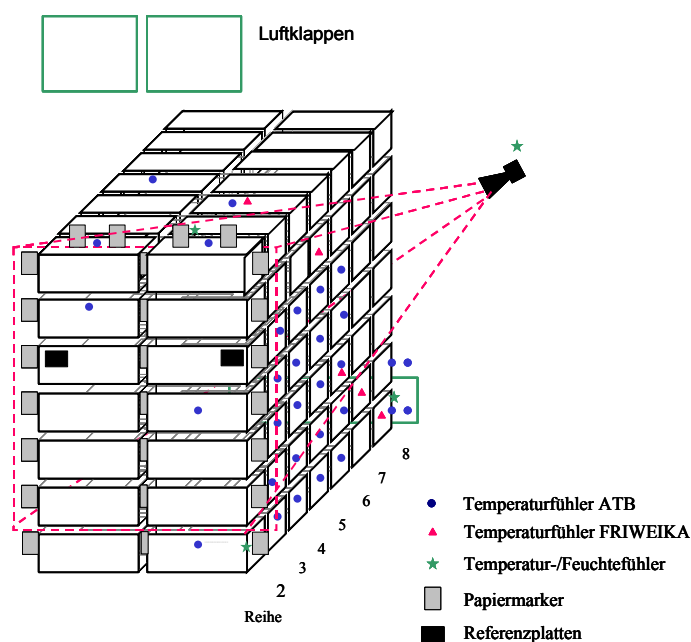 Luftklappen
8
7
6
5
4
3
2
Reihe
Temperaturfühler ATB
Temperaturfühler FRIWEIKA
Temperatur-/Feuchtefühler
Papiermarker
Referenzplatten